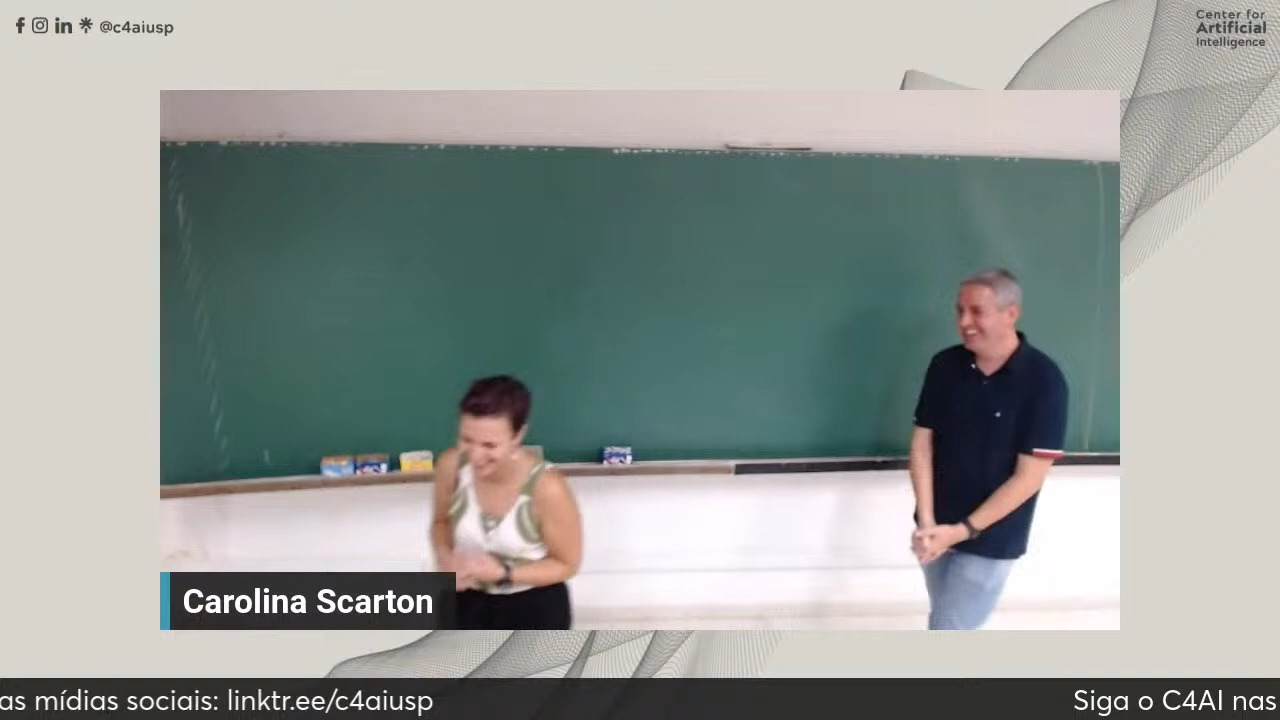 @c4aiusp
Center for
Artificial
Intelligence
Carolina Scarton
as mídias sociais: linktr.ee/c4aiusp
Siga o C4AI nas